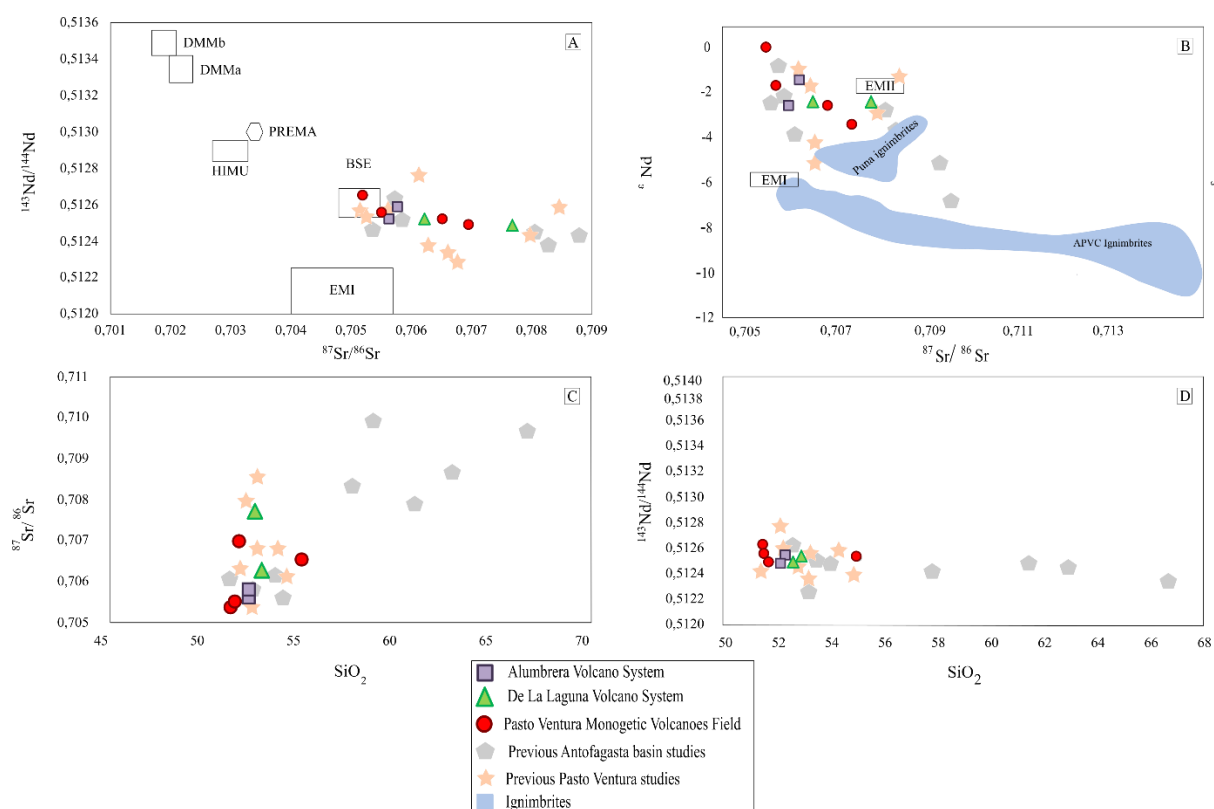 A
0,5136
0,5134
0,5130
0,5128
0,5126
0,5124
0,5122
0,5120
143Nd/144Nd
DMMb
DMMa
PREMA
HIMU
BSE
EMI
0,701
0,702
0,703
0,704
0,705
0,706
0,707
0,708
0,709
87Sr/86Sr
B
0
-2
-4
-6
-8
-10
-12
ε Nd
EMII
EMI
Puna ignimbrites
APVC Ignimbrites
0,705
0,707
0,709
0,711
0,713
87Sr/ 86Sr
ε
C
0,711
0,710
0,709
0,708
0,707
0,706
0,705
87Sr/ 86Sr
45
50
55
60
65
70
SiO2
D
0,5140
0,5138
0,5136
0,5134
0,5132
0,5130
0,5128
0,5126
0,5124
0,5122
0,5120
143Nd/144Nd
50
52
54
56
58
60
62
64
66
68
SiO2
Alumbrera Volcano System
De La Laguna Volcano System
Pasto Ventura Monogetic Volcanoes Field
Previous Antofagasta basin studies
Previous Pasto Ventura studies
Ignimbrites